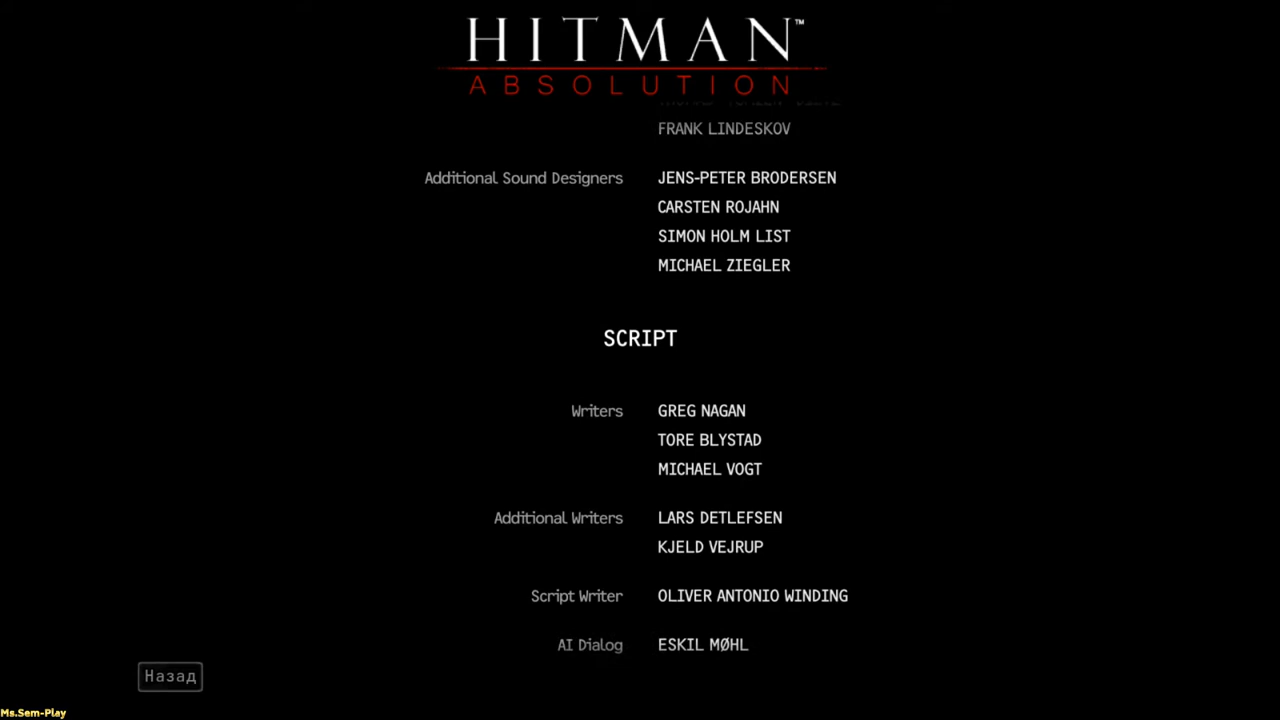 HITMAN™
ABSOLUTION
FRANK LINDESKOV
Additional Sound Designers JENS-PETER BRODERSEN
CARSTEN ROJAHN
SIMON HOLM LIST
MICHAEL ZIEGLER
SCRIPT
Writers GREG NAGAN
TORE BLYSTAD
MICHAEL VOGT
Additional Writers LARS DETLEFSEN
KJELD VEJRUP
Script Writer OLIVER ANTONIO WINDING
AI Dialog ESKIL MØHL
Назад
Ms.Sem-Play